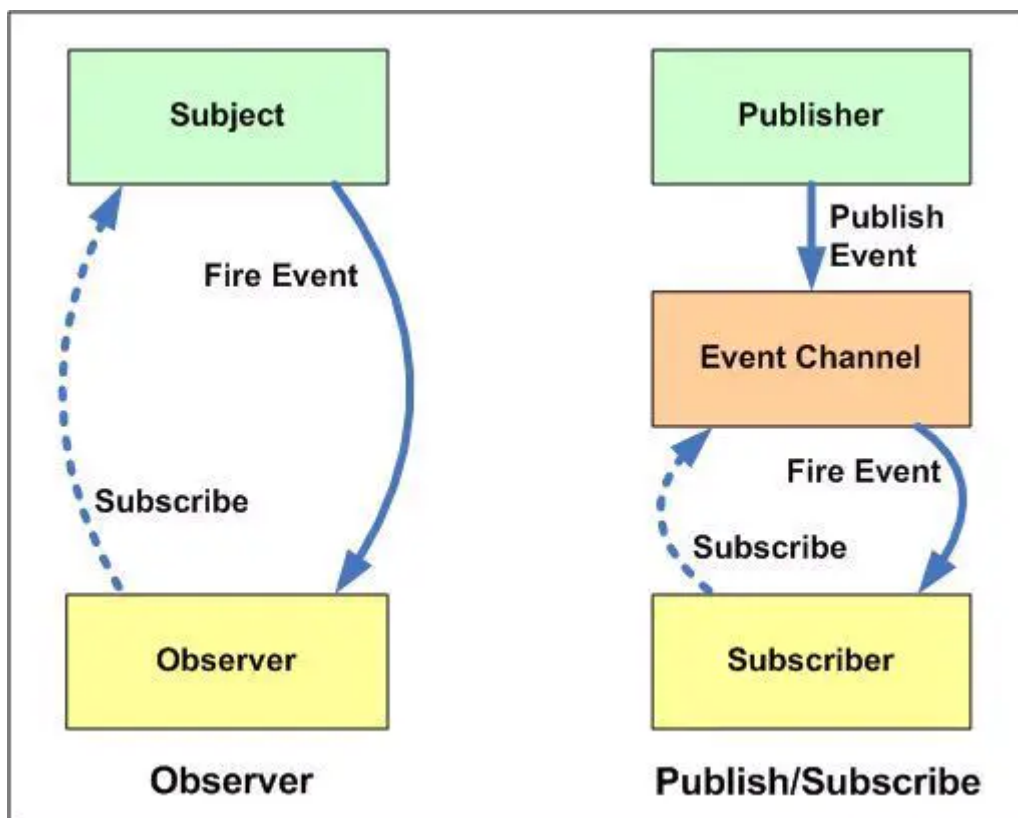 Subject
Fire Event
Subscribe
Observer
Observer
Publisher
Publish
Event
Event Channel
Fire Event
Subscribe
Subscriber
Publish/Subscribe